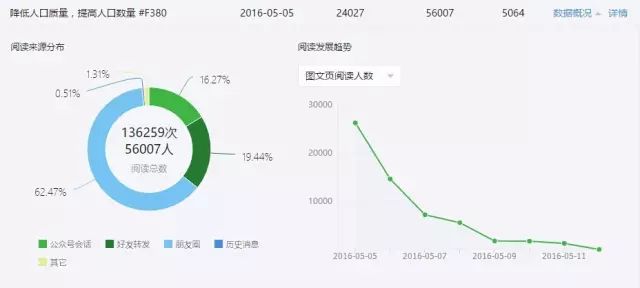 降低人口质量，提高人口数量 #F380 2016-05-05 24027 56007 5064 数据概况 详情
阅读来源分布 阅读发展趋势
图文页阅读人数
1.31%
0.51%
16.27%
19.44%
62.47%
136259次
56007人
阅读总数
公众号会话 好友转发 朋友圈 历史消息
其它
30000
20000
10000
2016-05-05 2016-05-07 2016-05-09 2016-05-11